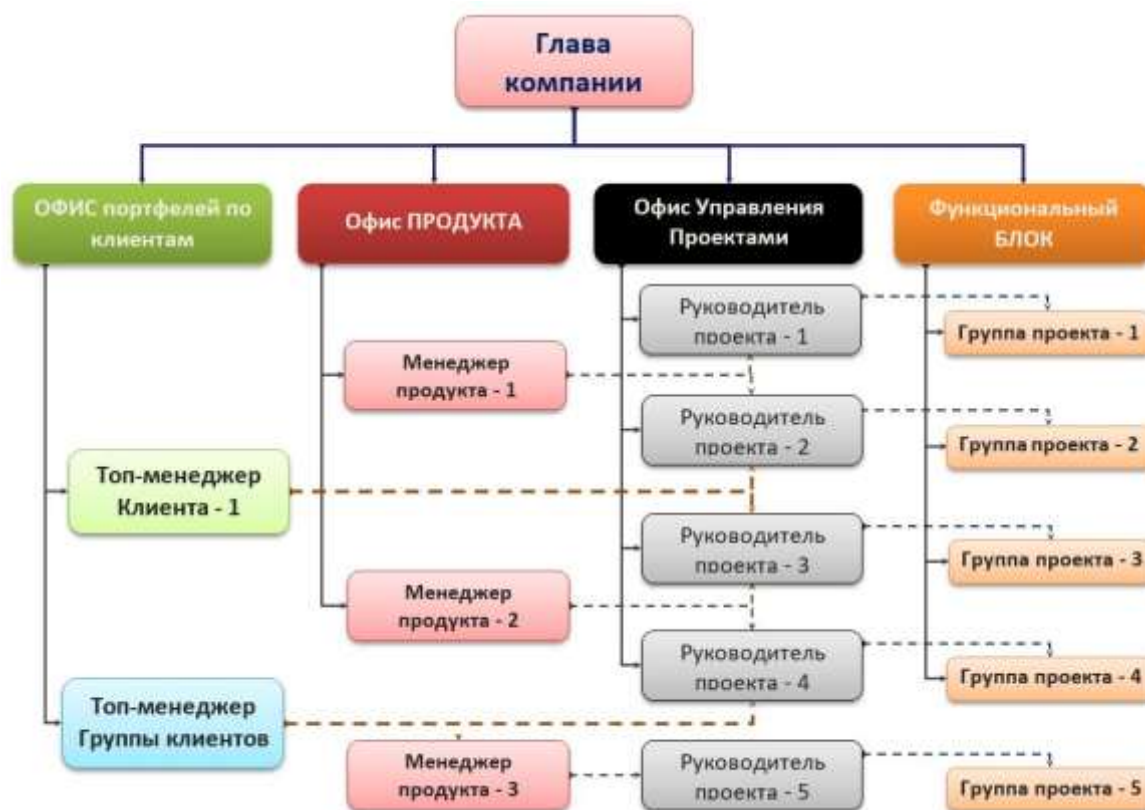 Глава
компании
ОФИС портфелей по
клиентам
Офис ПРОДУКТА
Офис Управления
Проектами
Функциональный
БЛОК
Руководитель
проекта - 1
Группа проекта - 1
Менеджер
продукта - 1
Руководитель
проекта - 2
Группа проекта - 2
Топ-менеджер
Клиента - 1
Руководитель
проекта - 3
Группа проекта - 3
Менеджер
продукта - 2
Руководитель
проекта - 4
Группа проекта - 4
Топ-менеджер
Группы клиентов
Менеджер
продукта - 3
Руководитель
проекта - 5
Группа проекта - 5